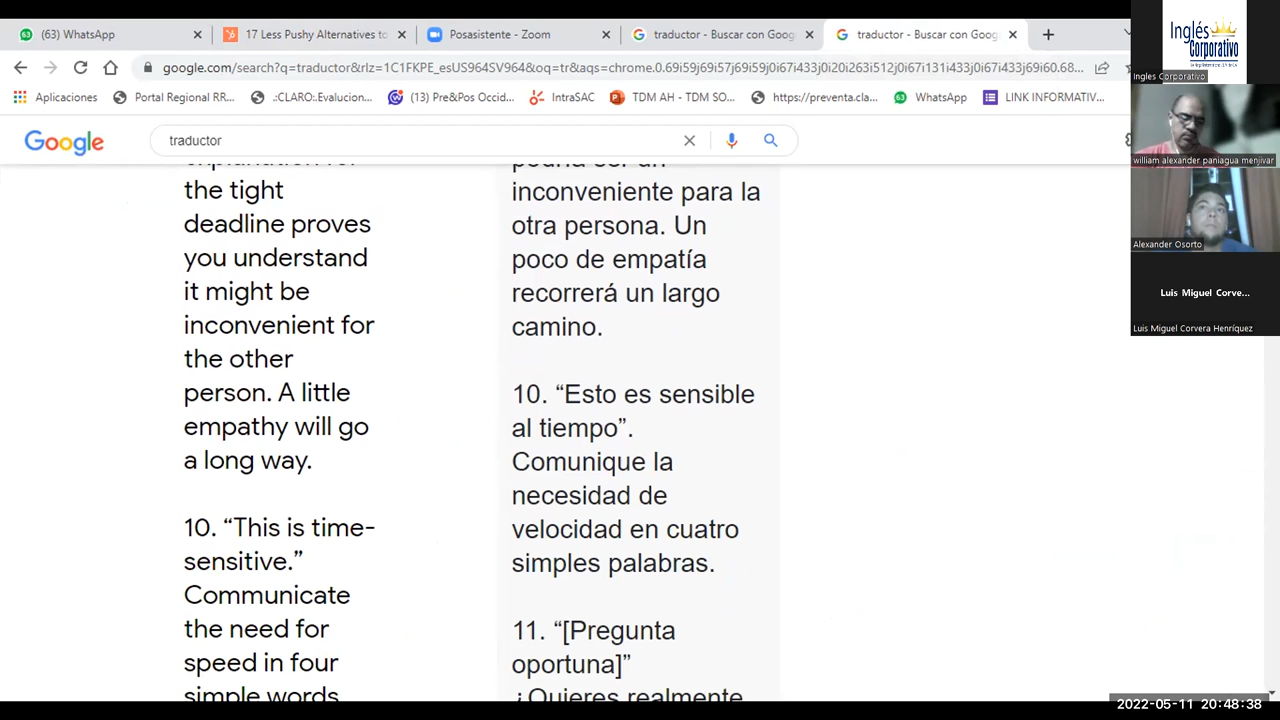 (63) WhatsApp
17 Less Pushy Alternatives to
Posasistente - Zoom
traductor - Buscar con Goog
traductor - Buscar con Goog
google.com/search?q=traductor&rlz=1C1FKPE_esUS964SV964&oq=tr&aqs=chrome.0.69i59j69i57j69i59j0i67i433j0i20i263i512j0i67i131i433j0i67i433j69i60.68...
Aplicaciones
Portal Regional RR...
.:CLARO:.Evalucion...
(13) Pre&Pos Occid...
IntraSAC
TDM AH - TDM SO...
https://preventa.cla...
WhatsApp
LINK INFORMATIV...
Google
traductor
the tight
deadline proves
you understand
it might be
inconvenient for
the other
person. A little
empathy will go
a long way.
10. “This is time-
sensitive.”
Communicate
the need for
speed in four
simple words
inconveniente para la
otra persona. Un
poco de empatía
recorrerá un largo
camino.
10. “Esto es sensible
al tiempo”.
Comunique la
necesidad de
velocidad en cuatro
simples palabras.
11. “[Pregunta
oportuna]”
¿Quieres realmente
Inglés
Corporativo
Ingles Corporativo
william alexander paniagua menjivar
Alexander Osorto
Luis Miguel Corve...
Luis Miguel Corvera Henríquez
2022-05-11 20:48:38